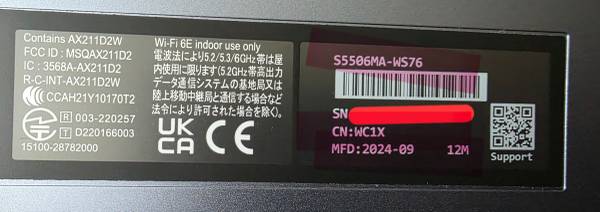 Contains AX211D2W
FCC ID : MSQAX211D2
IC : 3568A-AX211D2
R-C-INT-AX211D2W
CCAH21Y10170T2
R 003-220257
T D220166003
15100-28782000
Wi-Fi 6E indoor use only
電波法により5.2/5.3/6GHz帯は屋
内使用に限ります(5.2GHz帯高出力
データ通信システムの基地局又は
陸上移動中継局と通信する場合など
法令により許可された場合を除く)。
UK
CA
CE
S5506MA-WS76
SN
CN:WC1X
MFD:2024-09 12M
Support